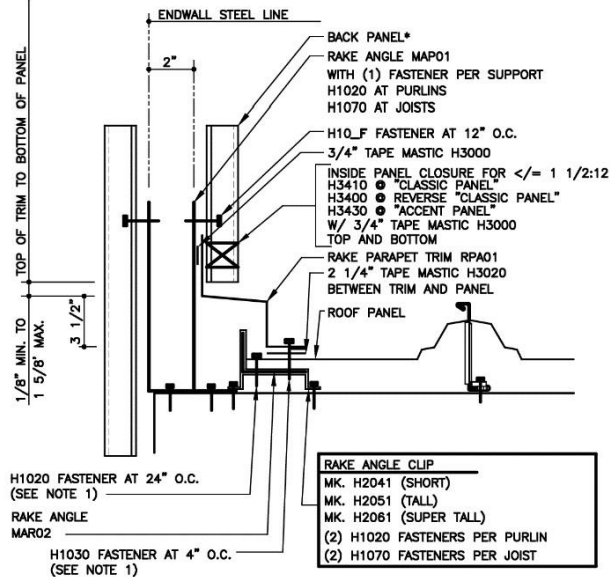 ENDWALL STEEL LINE
2"
BACK PANEL*
RAKE ANGLE MAP01
WITH (1) FASTENER PER SUPPORT
H1020 AT PURLINS
H1070 AT JOISTS
H10_F FASTENER AT 12" O.C.
3/4" TAPE MASTIC H3000
INSIDE PANEL CLOSURE FOR </= 1 1/2:12
H3410 @ "CLASSIC PANEL"
H3400 @ REVERSE "CLASSIC PANEL"
H3430 @ "ACCENT PANEL"
W/ 3/4" TAPE MASTIC H3000
TOP AND BOTTOM
RAKE PARAPET TRIM RPA01
2 1/4" TAPE MASTIC H3020
BETWEEN TRIM AND PANEL
ROOF PANEL
TOP OF TRIM TO BOTTOM OF PANEL
1/8" MIN. TO
1 5/8' MAX.
3 1/2"
H1020 FASTENER AT 24" O.C.
(SEE NOTE 1)
RAKE ANGLE
MAR02
H1030 FASTENER AT 4" O.C.
(SEE NOTE 1)
RAKE ANGLE CLIP
MK. H2041 (SHORT)
MK. H2051 (TALL)
MK. H2061 (SUPER TALL)
(2) H1020 FASTENERS PER PURLIN
(2) H1070 FASTENERS PER JOIST